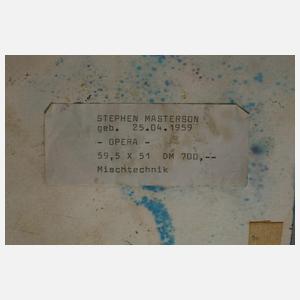 STEPHEN MASTERSON
geb. 25.04.1959
- OPERA -
59,5 X 51 DM 700,--
Mischtechnik